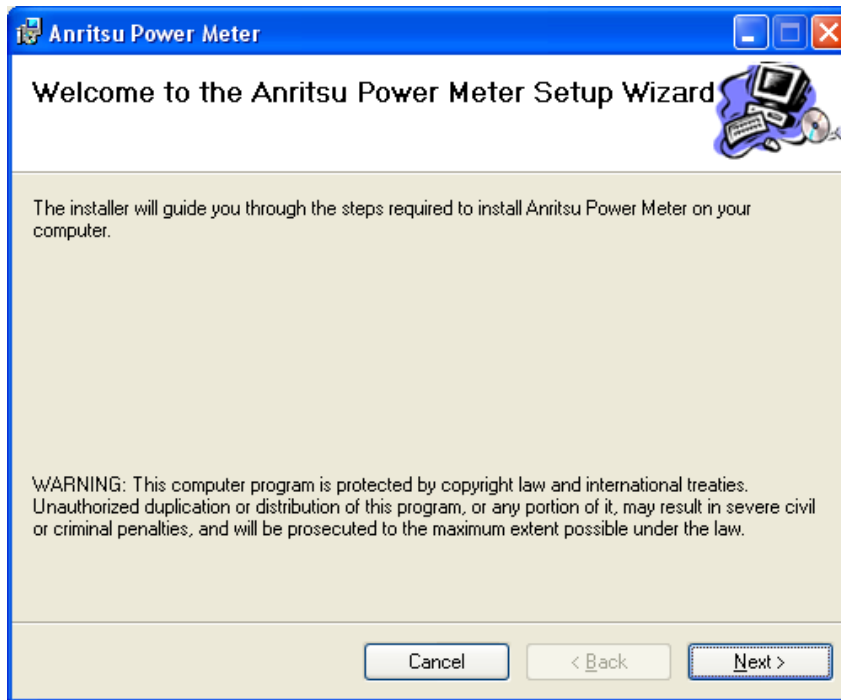 Anritsu Power Meter
Welcome to the Anritsu Power Meter Setup Wizard
The installer will guide you through the steps required to install Anritsu Power Meter on your
computer.
WARNING: This computer program is protected by copyright law and international treaties.
Unauthorized duplication or distribution of this program, or any portion of it, may result in severe civil
or criminal penalties, and will be prosecuted to the maximum extent possible under the law.
Cancel < Back Next >